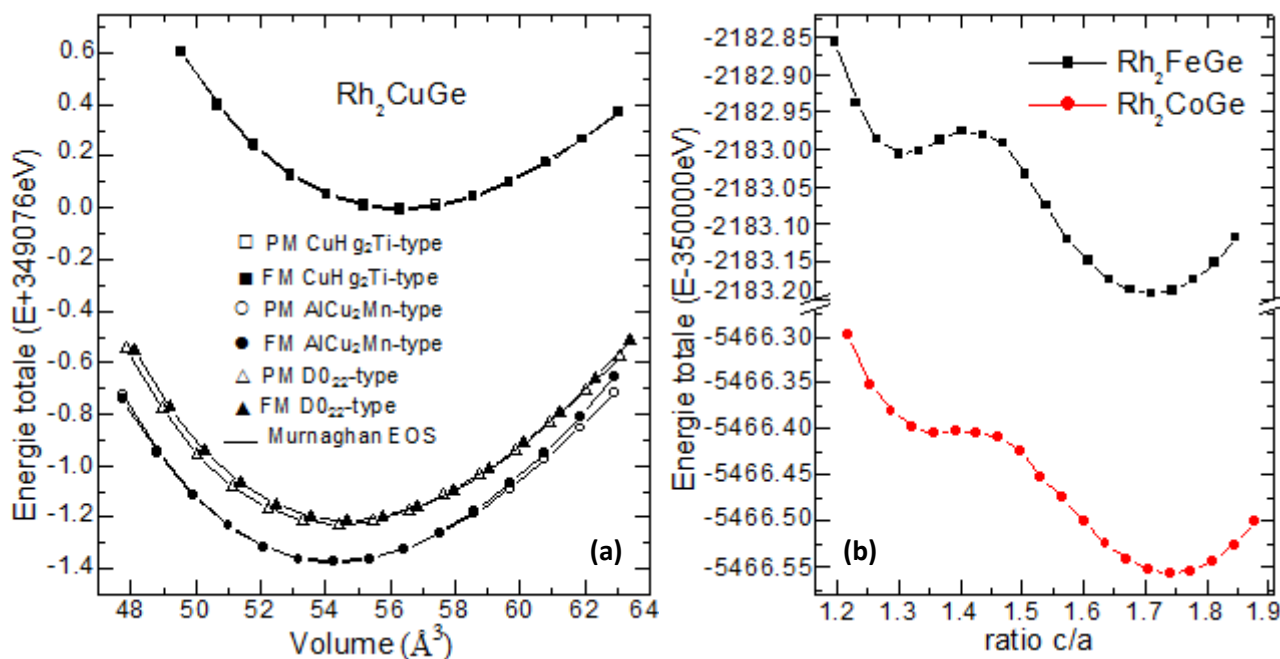 Rh₂CuGe
PM CuHg₂Ti-type
FM CuHg₂Ti-type
PM AlCu₂Mn-type
FM AlCu₂Mn-type
PM D0₂₂-type
FM D0₂₂-type
Murnaghan EOS
(a)
Energie totale (E+349076eV)
0.6
0.4
0.2
0.0
-0.2
-0.4
-0.6
-0.8
-1.0
-1.2
-1.4
48 50 52 54 56 58 60 62 64
Volume (Å³)
Rh₂FeGe
Rh₂CoGe
(b)
Energie totale (E-350000eV)
-2182.85
-2182.90
-2182.95
-2183.00
-2183.05
-2183.10
-2183.15
-2183.20
-5466.30
-5466.35
-5466.40
-5466.45
-5466.50
-5466.55
1.2 1.3 1.4 1.5 1.6 1.7 1.8 1.9
ratio c/a